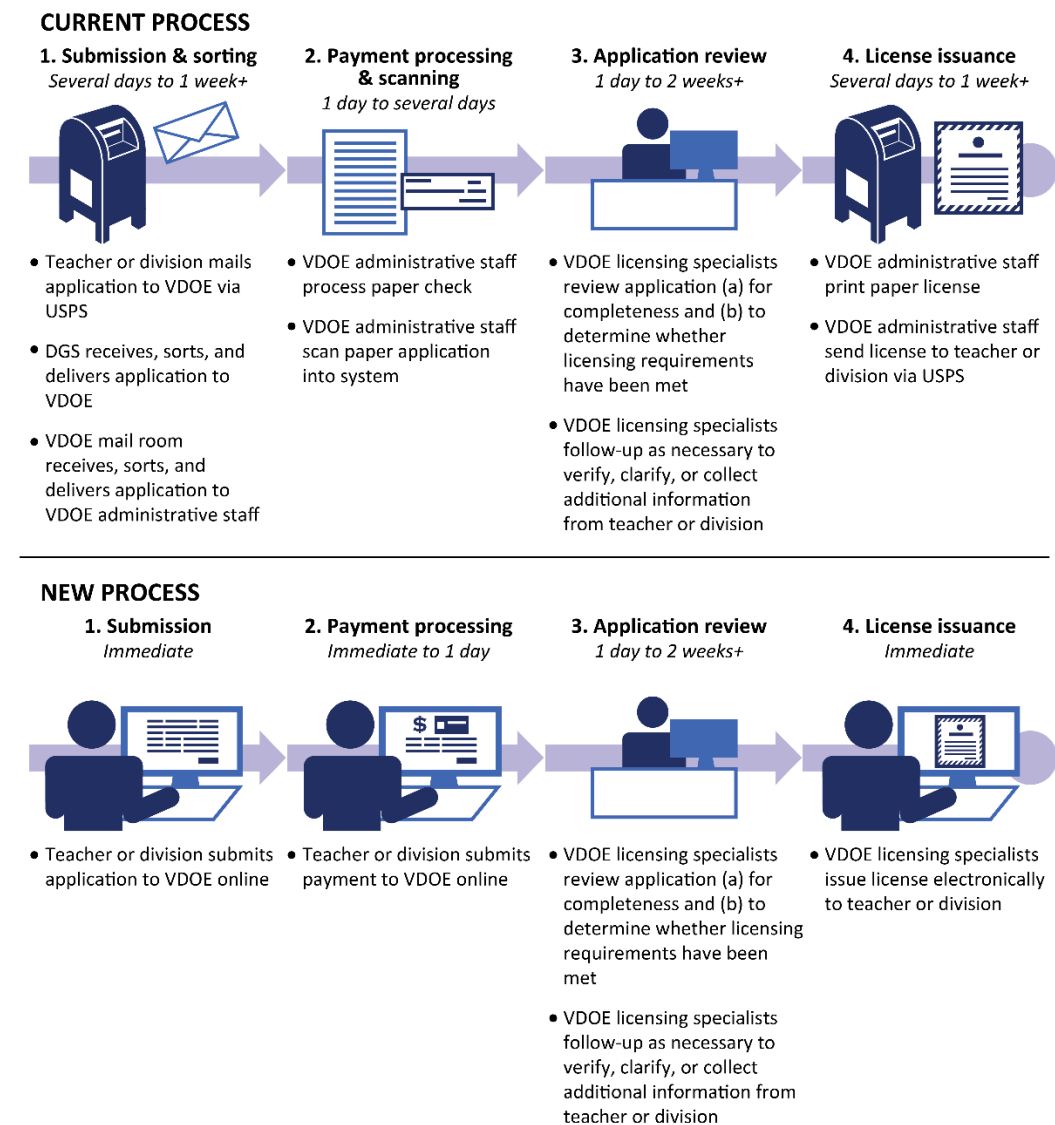 CURRENT PROCESS
1. Submission & sorting
Several days to 1 week+
2. Payment processing
& scanning
1 day to several days
3. Application review
1 day to 2 weeks+
4. License issuance
Several days to 1 week+
• Teacher or division mails
application to VDOE via
USPS
• DGS receives, sorts, and
delivers application to
VDOE
• VDOE mail room
receives, sorts, and
delivers application to
VDOE administrative staff
• VDOE administrative staff
process paper check
• VDOE administrative staff
scan paper application
into system
• VDOE licensing specialists
review application (a) for
completeness and (b) to
determine whether
licensing requirements
have been met
• VDOE licensing specialists
follow-up as necessary to
verify, clarify, or collect
additional information
from teacher or division
• VDOE administrative staff
print paper license
• VDOE administrative staff
send license to teacher or
division via USPS
NEW PROCESS
1. Submission
Immediate
2. Payment processing
Immediate to 1 day
3. Application review
1 day to 2 weeks+
4. License issuance
Immediate
$
• Teacher or division submits
application to VDOE online
• Teacher or division submits
payment to VDOE online
• VDOE licensing specialists
review application (a) for
completeness and (b) to
determine whether licensing
requirements have been
met
• VDOE licensing specialists
follow-up as necessary to
verify, clarify, or collect
additional information from
teacher or division
• VDOE licensing specialists
issue license electronically
to teacher or division